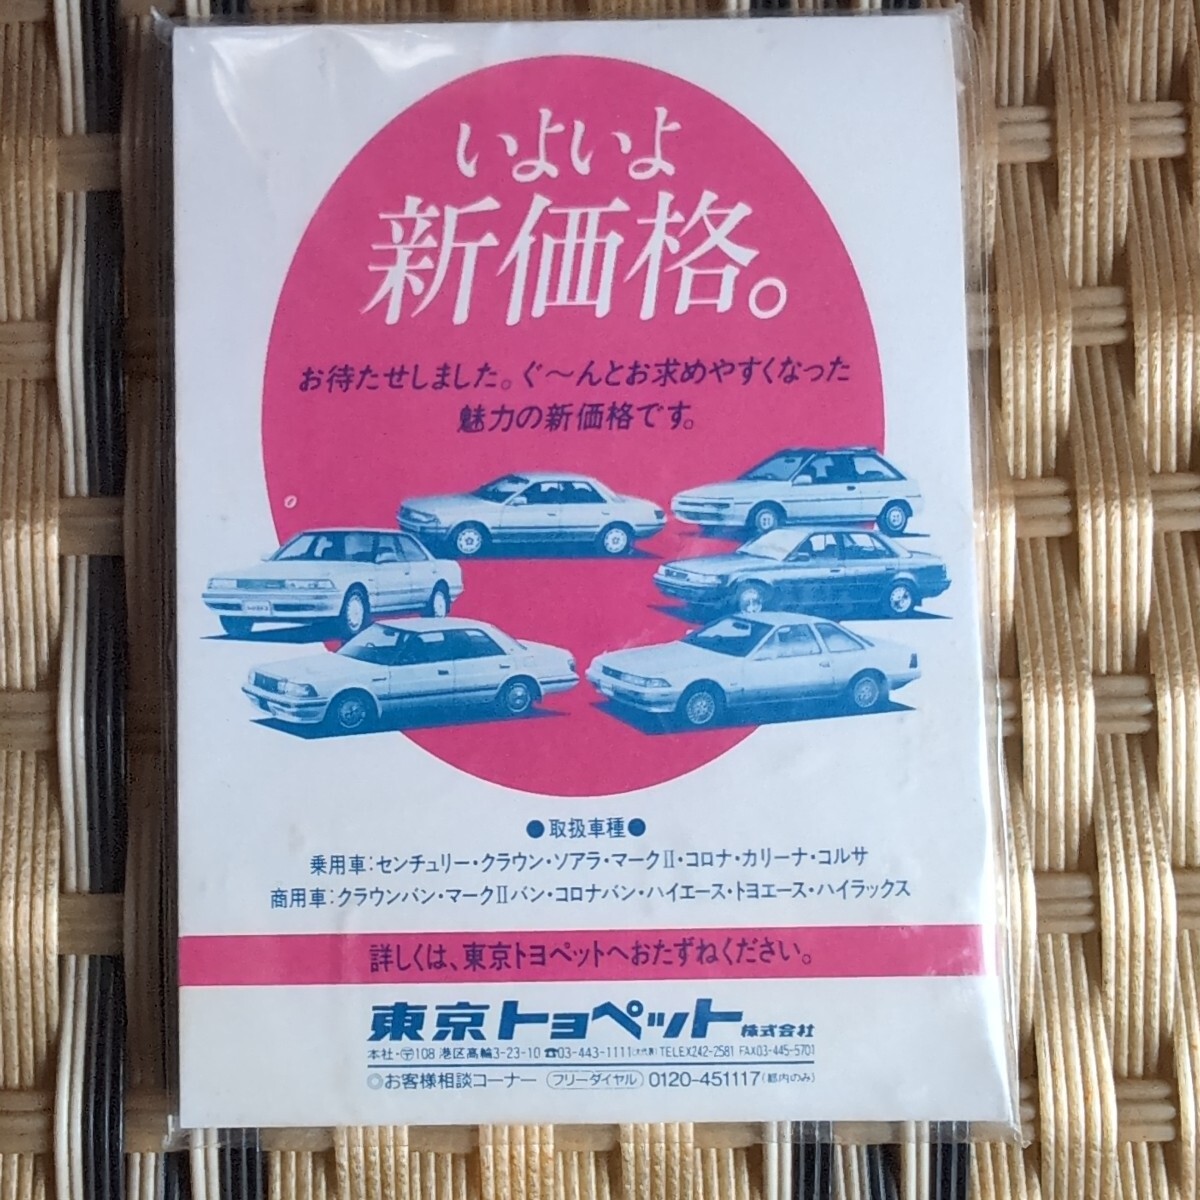 いよいよ
新価格。
お待たせしました。ぐ〜んとお求めやすくなった
魅力の新価格です。
●取扱車種●
乗用車:センチュリー・クラウン・ソアラ・マークⅡ・コロナ・カリーナ・コルサ
商用車:クラウンバン・マークⅡバン・コロナバン・ハイエース・トヨエース・ハイラックス
詳しくは、東京トヨペットへおたずねください。
東京トヨペット株式会社
本社・〒108 港区高輪3-23-10 ☎03-443-1111(大代表) TELEX242-2581 FAX03-445-5701
◎お客様相談コーナー フリーダイヤル 0120-451117(都内のみ)